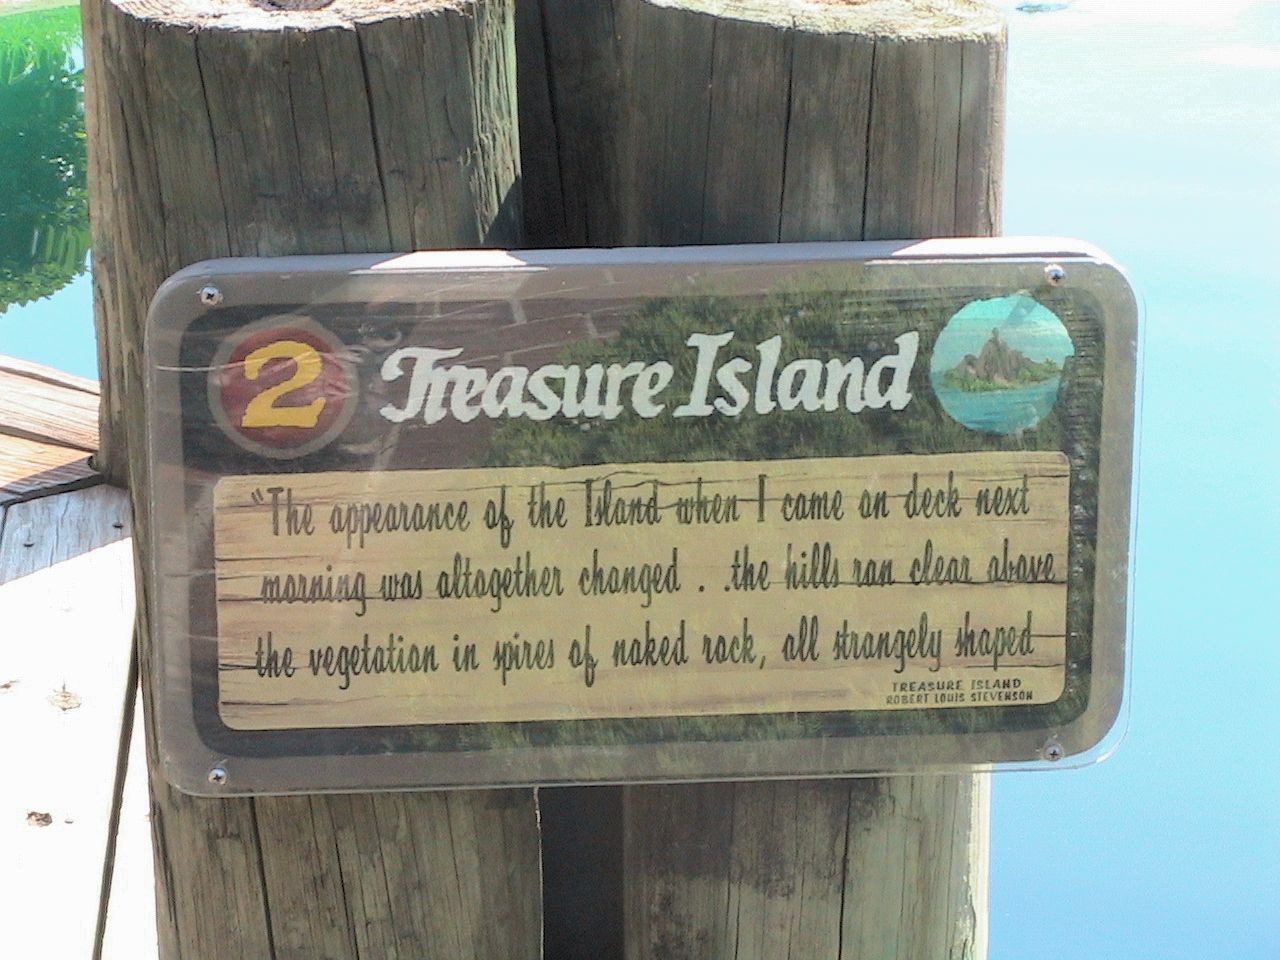 2 Treasure Island
"The appearance of the Island when I came on deck next
morning was altogether changed . . .the hills ran clear above
the vegetation in spires of naked rock, all strangely shaped
TREASURE ISLAND
ROBERT LOUIS STEVENSON